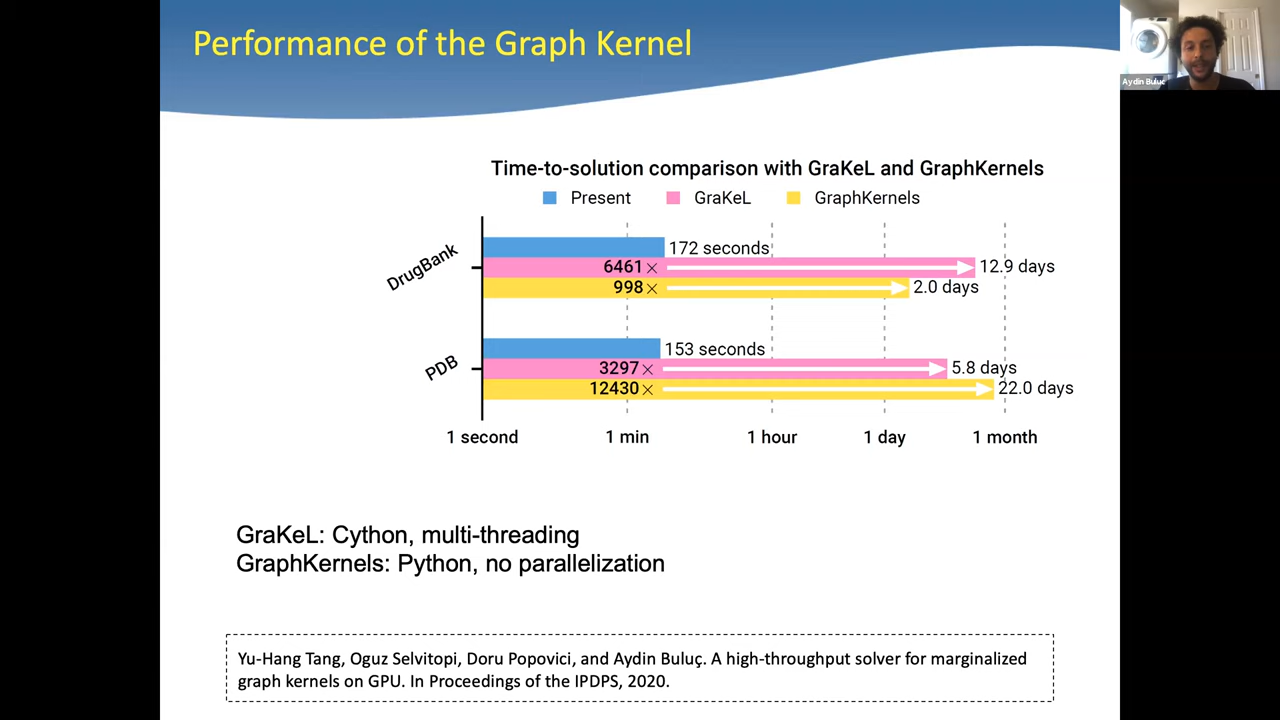 Performance of the Graph Kernel
Aydin Buluc
Time-to-solution comparison with GraKeL and GraphKernels
Present GraKeL GraphKernels
DrugBank
172 seconds
6461× 12.9 days
998× 2.0 days
PDB
153 seconds
3297× 5.8 days
12430× 22.0 days
1 second 1 min 1 hour 1 day 1 month
GraKeL: Cython, multi-threading
GraphKernels: Python, no parallelization
Yu-Hang Tang, Oguz Selvitopi, Doru Popovici, and Aydin Buluç. A high-throughput solver for marginalized
graph kernels on GPU. In Proceedings of the IPDPS, 2020.